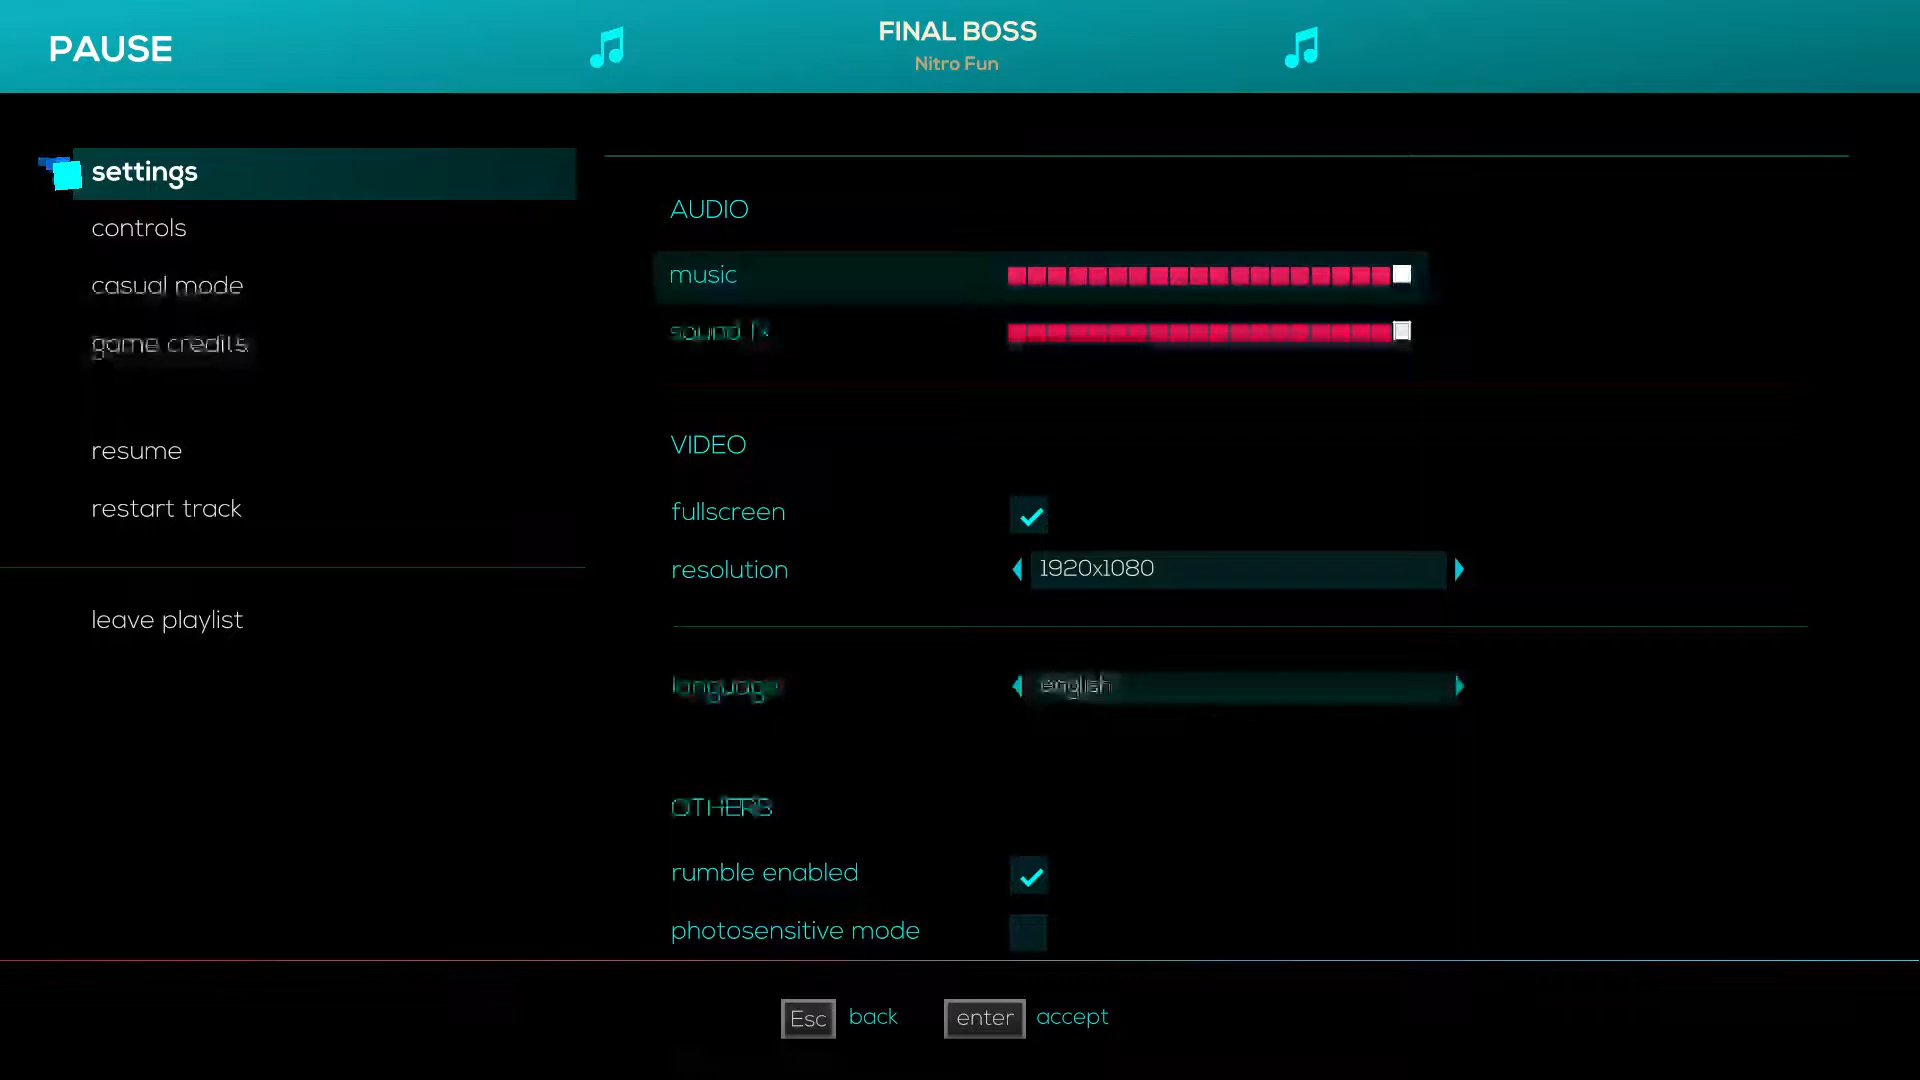 PAUSE
FINAL BOSS
Nitro Fun
settings
controls
casual mode
game credits
resume
restart track
leave playlist
AUDIO
music
sound
VIDEO
fullscreen
resolution
1920x1080
language
english
OTHERS
rumble enabled
photosensitive mode
Esc back
enter accept